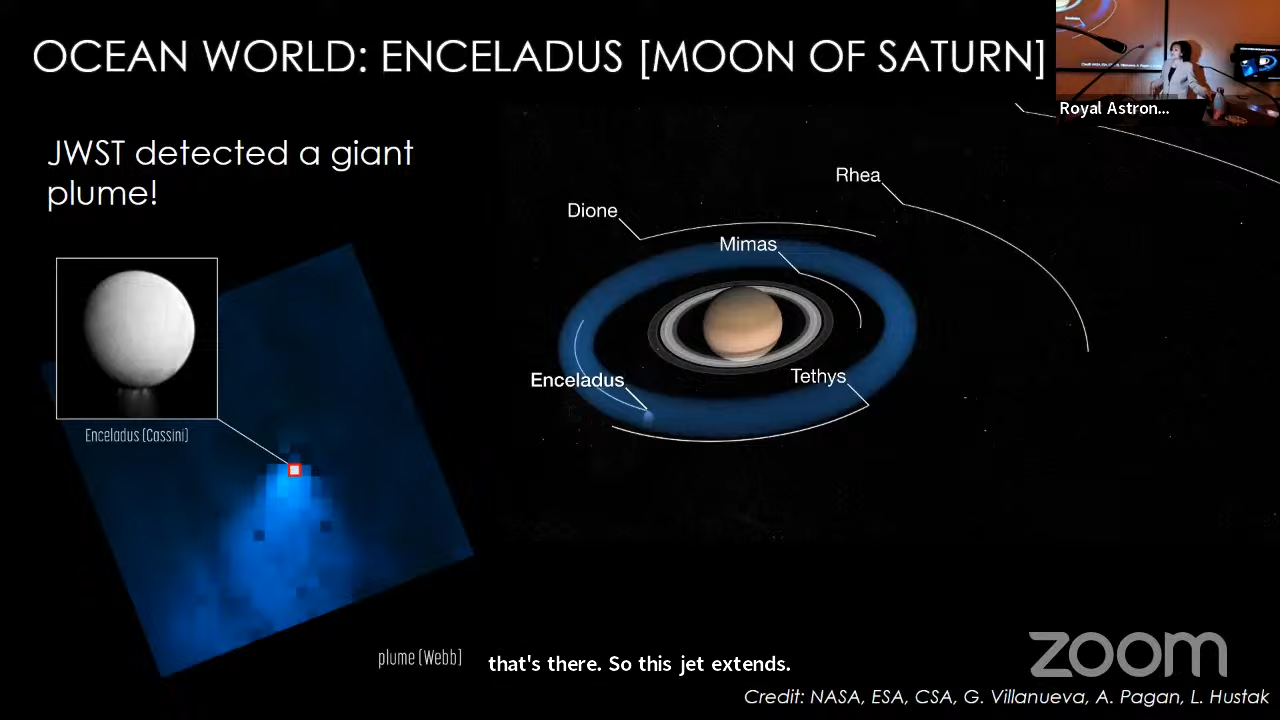 OCEAN WORLD: ENCELADUS [MOON OF SATURN]
Royal Astron...
JWST detected a giant
plume!
Rhea
Dione
Mimas
Enceladus
Tethys
Enceladus (Cassini)
plume (Webb)
that's there. So this jet extends.
zoom
Credit: NASA, ESA, CSA, G. Villanueva, A. Pagan, L. Hustak